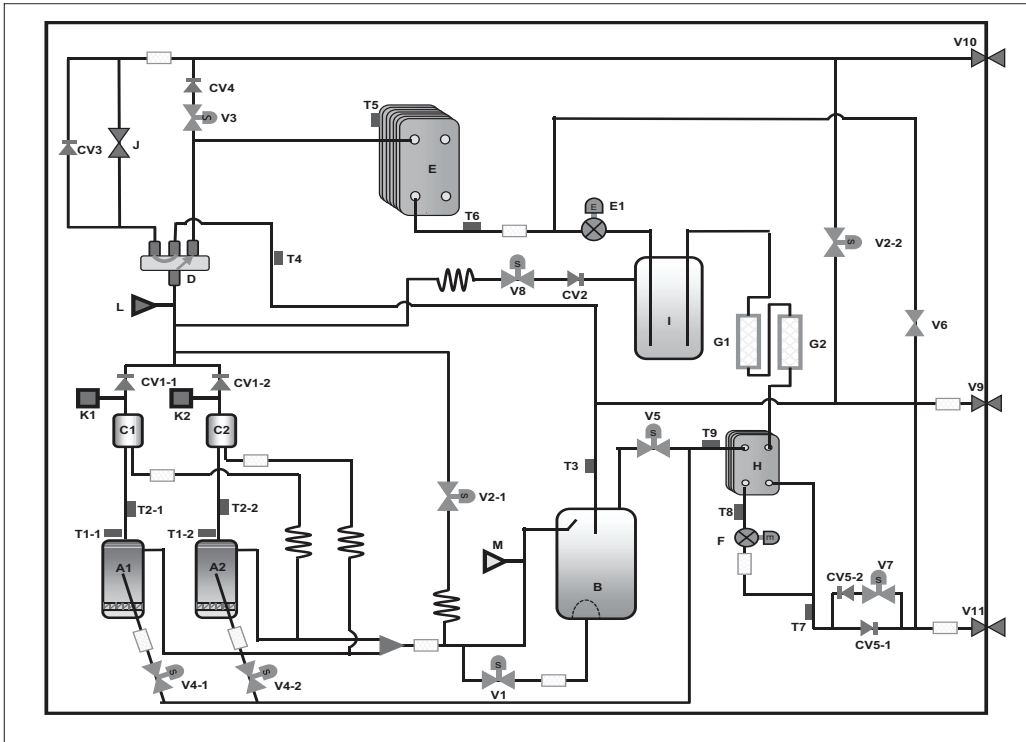 V10
CV4
T5
V3
CV3
J
E
E1
T6
T4
V2-2
D
V8
CV2
L
I
G1
G2
V6
CV1-1
CV1-2
K1
K2
V9
C1
C2
V5
T9
T3
H
V2-1
T2-1
T2-2
T8
T1-1
T1-2
M
F
E
A1
A2
B
CV5-2
V7
V11
T7
CV5-1
V4-1
V4-2
V1
S
S
S
S
S
S
S
S
S
E